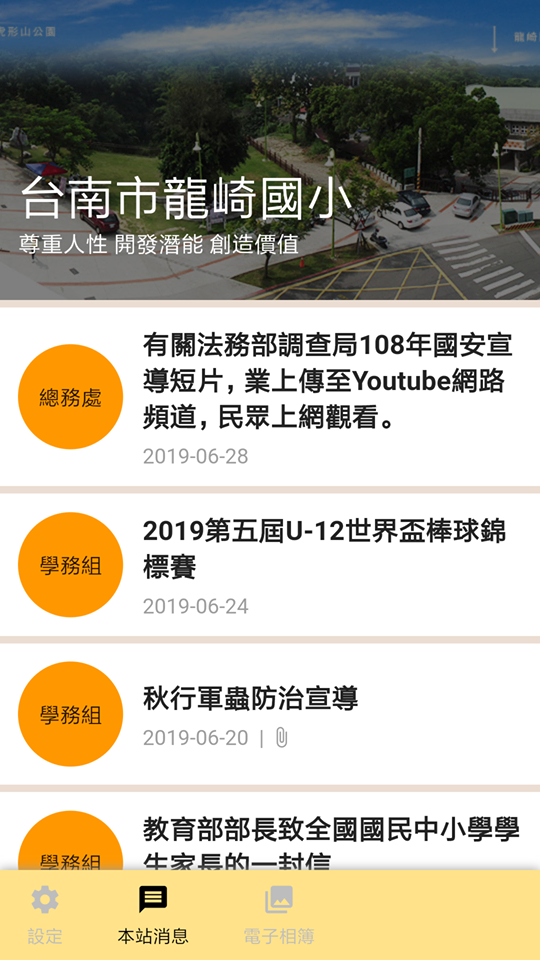 虎形山公園
龍崎
台南市龍崎國小
尊重人性 開發潛能 創造價值
總務處
有關法務部調查局108年國安宣
導短片，業上傳至Youtube網路
頻道，民眾上網觀看。
2019-06-28
學務組
2019第五屆U-12世界盃棒球錦
標賽
2019-06-24
學務組
秋行軍蟲防治宣導
2019-06-20 |
學務組
教育部部長致全國國民中小學學
生家長的一封信
設定
本站消息
電子相簿